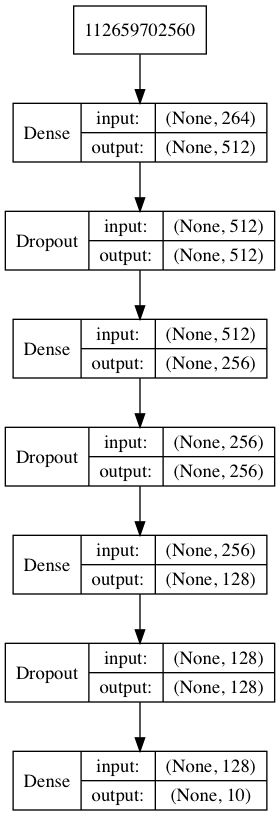 112659702560
Dense input: (None, 264)
output: (None, 512)
Dropout input: (None, 512)
output: (None, 512)
Dense input: (None, 512)
output: (None, 256)
Dropout input: (None, 256)
output: (None, 256)
Dense input: (None, 256)
output: (None, 128)
Dropout input: (None, 128)
output: (None, 128)
Dense input: (None, 128)
output: (None, 10)